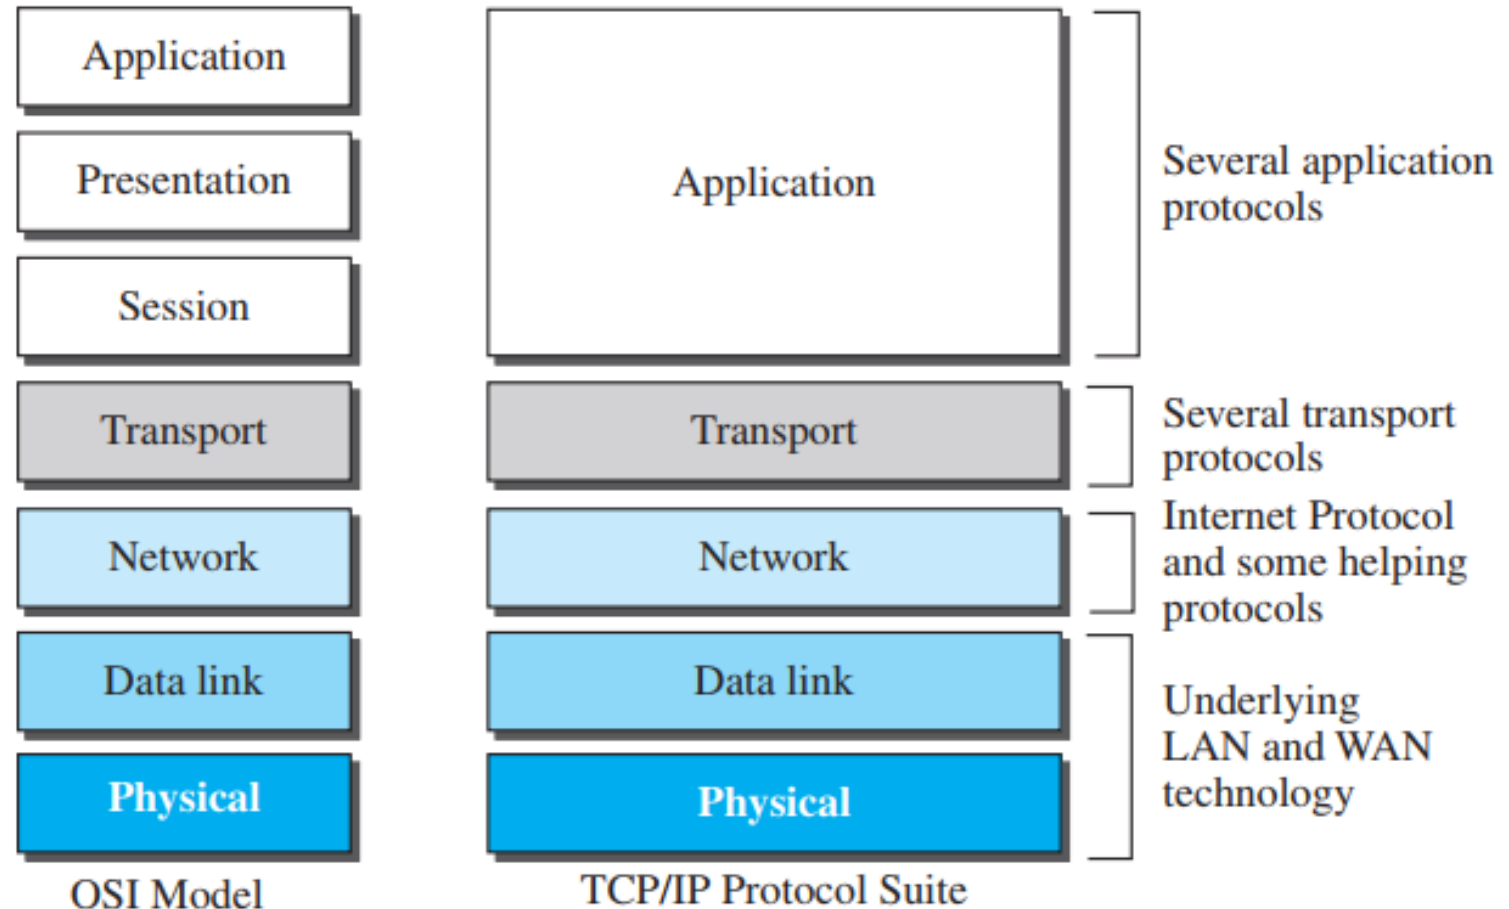 Application
Presentation
Session
Transport
Network
Data link
Physical
OSI Model
Application
Transport
Network
Data link
Physical
TCP/IP Protocol Suite
Several application
protocols
Several transport
protocols
Internet Protocol
and some helping
protocols
Underlying
LAN and WAN
technology